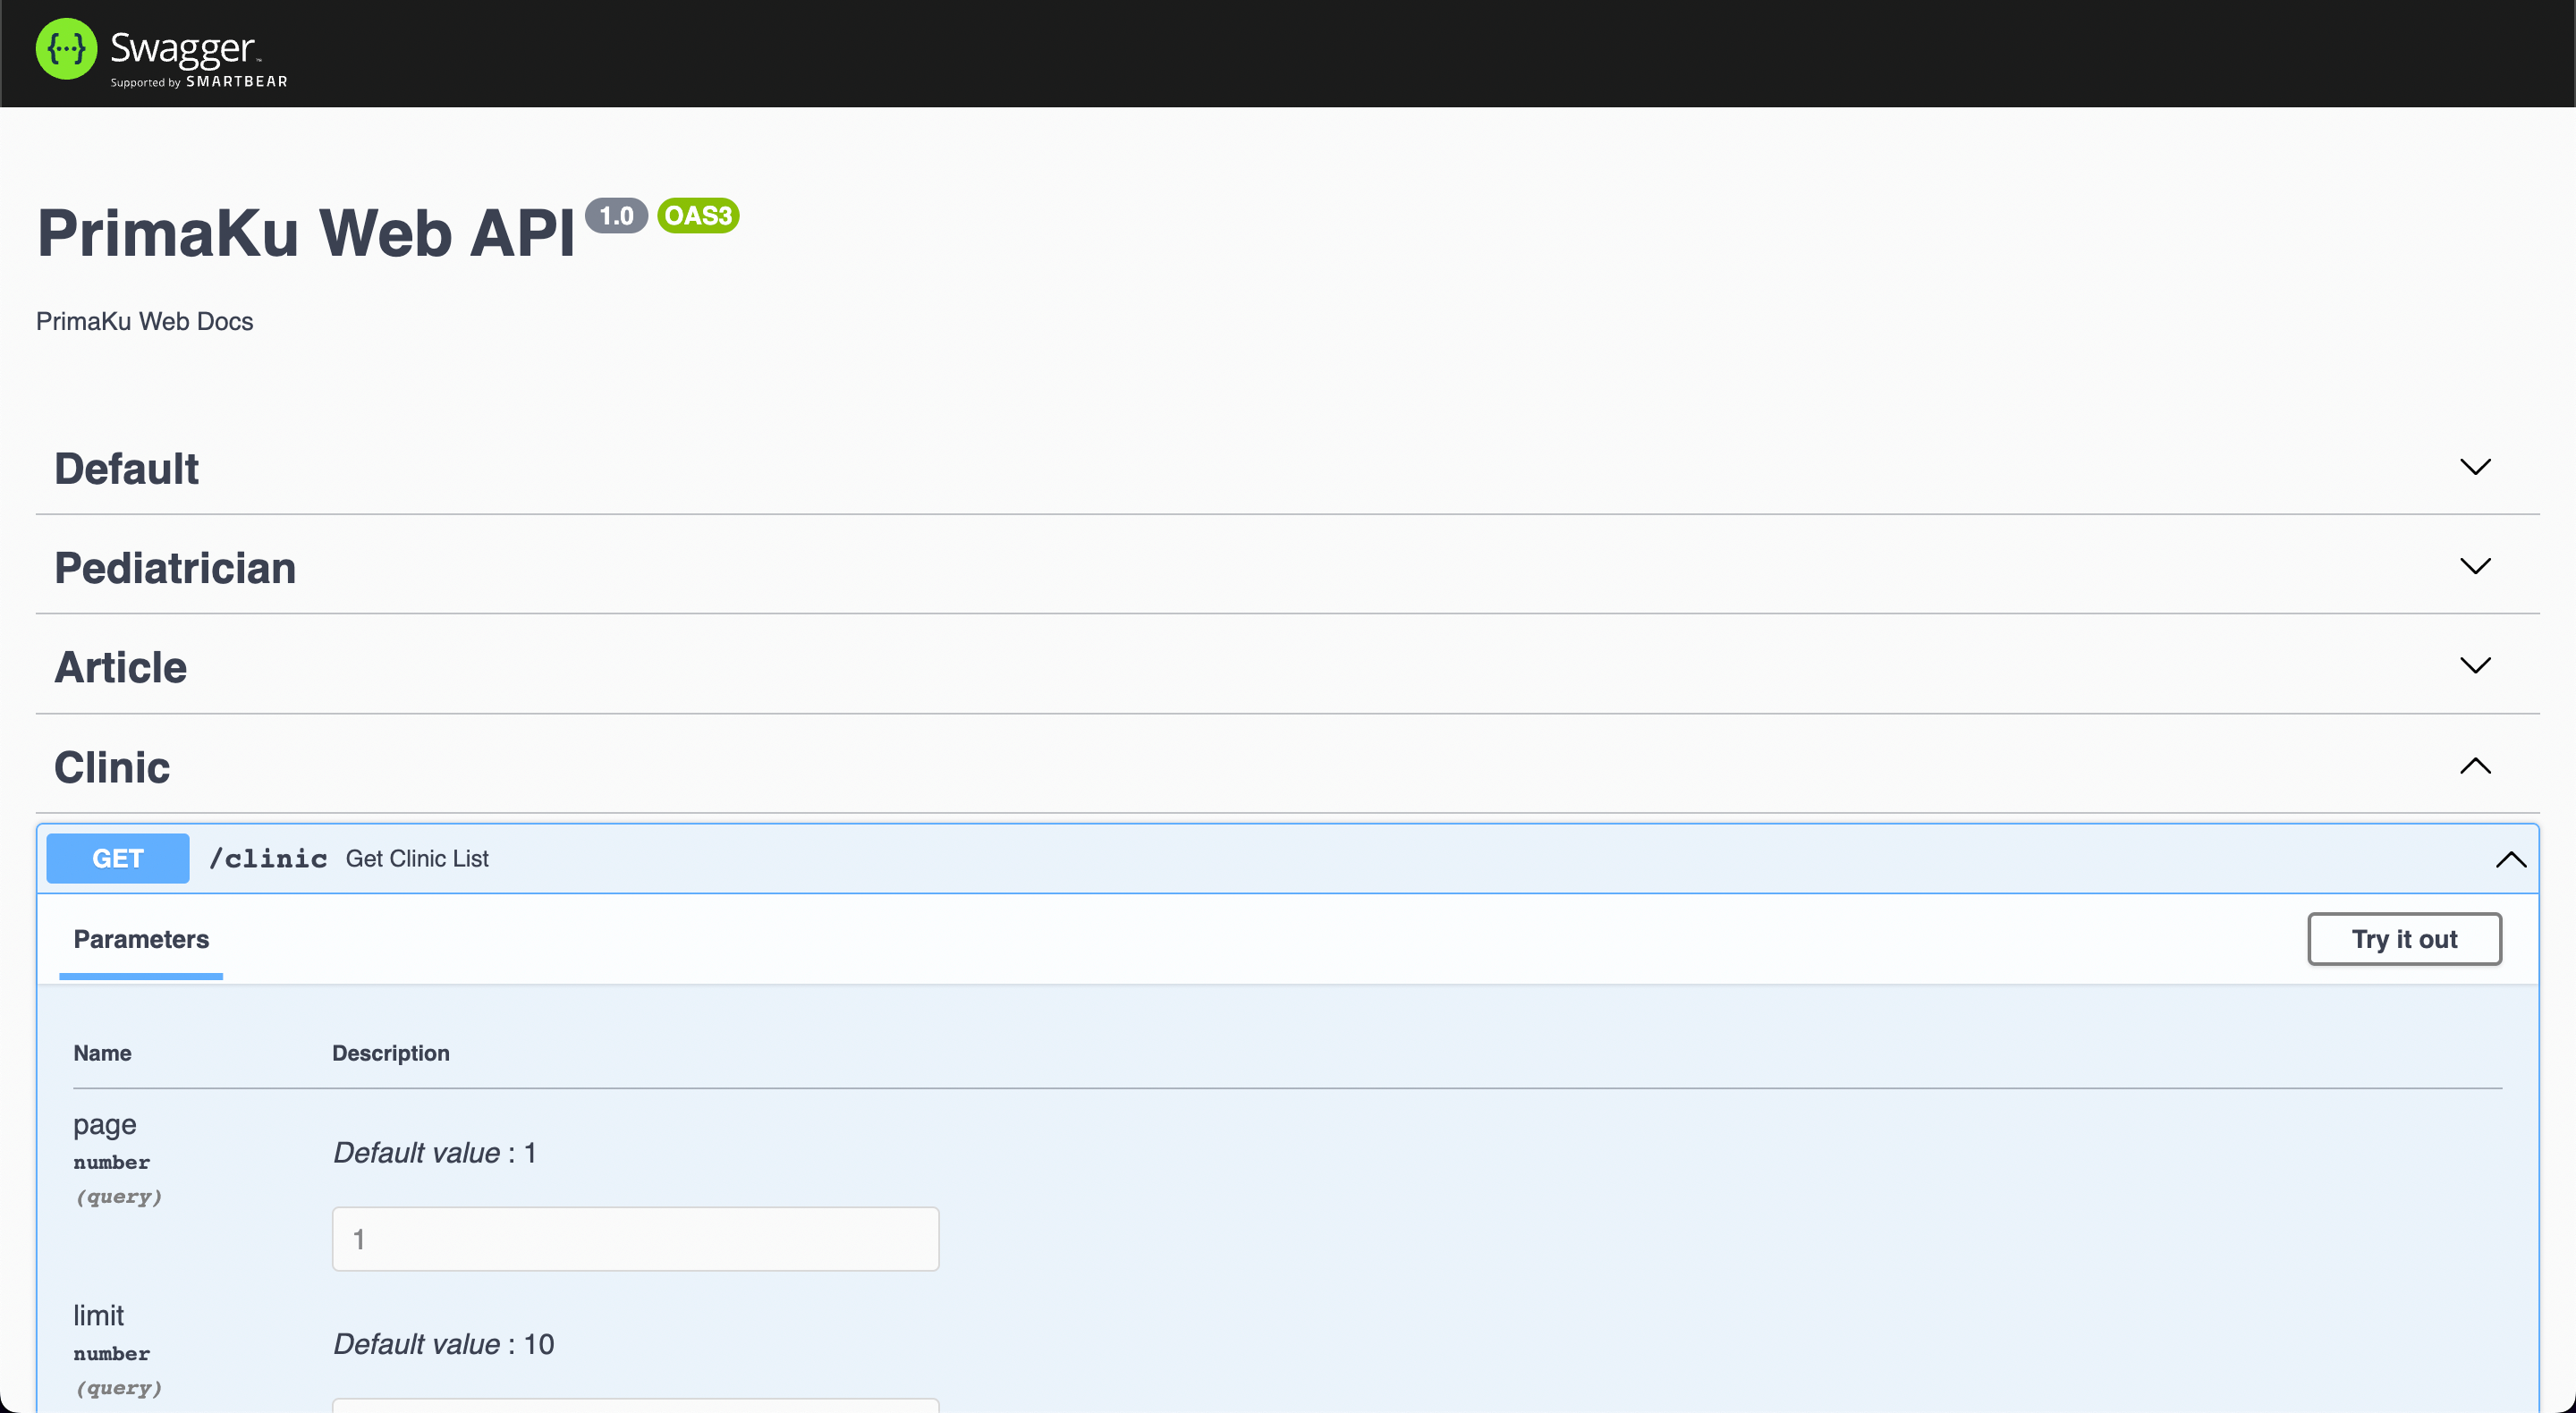 {···} Swagger™
Supported by SMARTBEAR
PrimaKu Web API 1.0 OAS3
PrimaKu Web Docs
Default
Pediatrician
Article
Clinic
GET /clinic Get Clinic List
Parameters Try it out
Name Description
page
number
(query)
Default value : 1
1
limit
number
(query)
Default value : 10